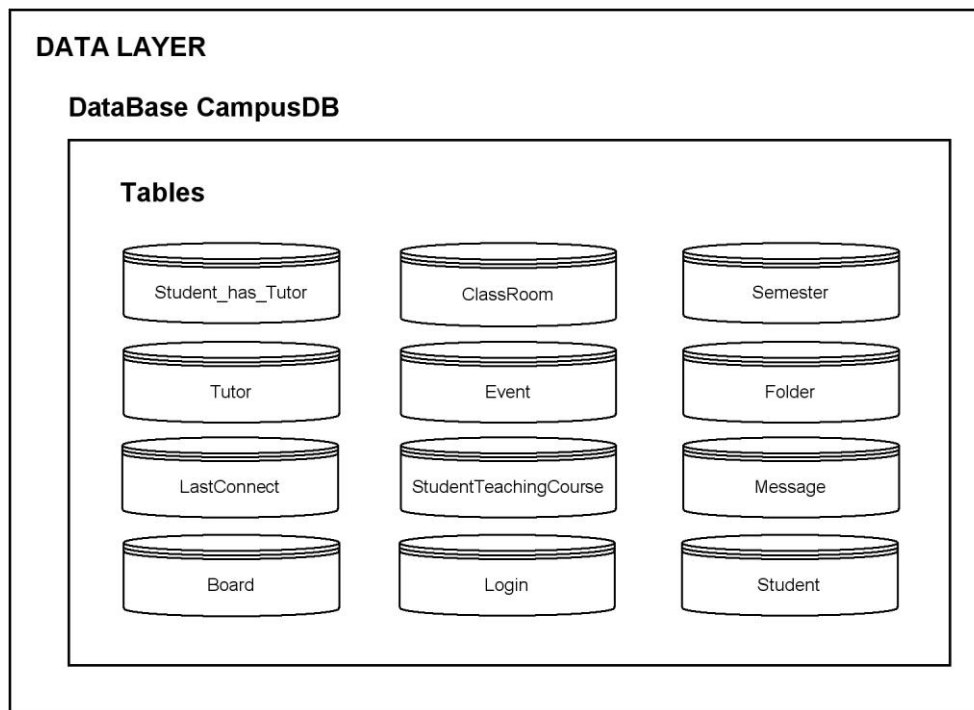 DATA LAYER
DataBase CampusDB
Tables
Student_has_Tutor
ClassRoom
Semester
Tutor
Event
Folder
LastConnect
StudentTeachingCourse
Message
Board
Login
Student